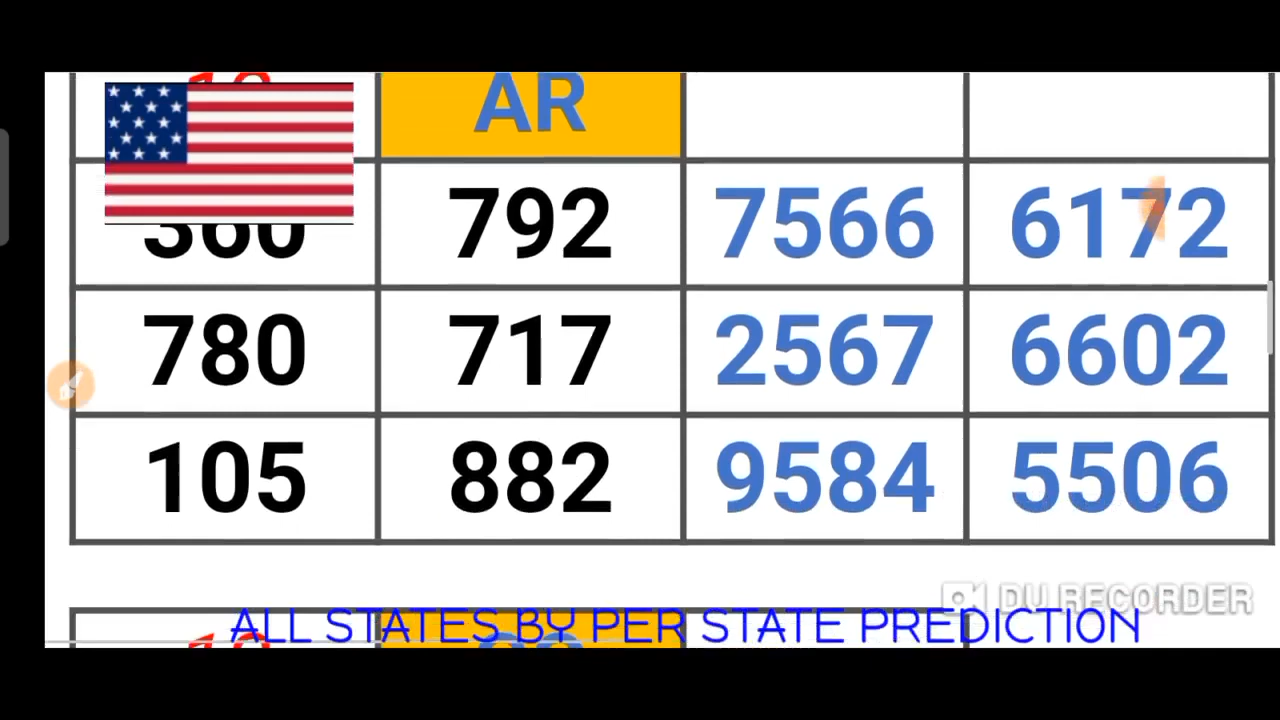 AR
360 792 7566 6172
780 717 2567 6602
105 882 9584 5506
DU RECORDER
ALL STATES BY PER STATE PREDICTION